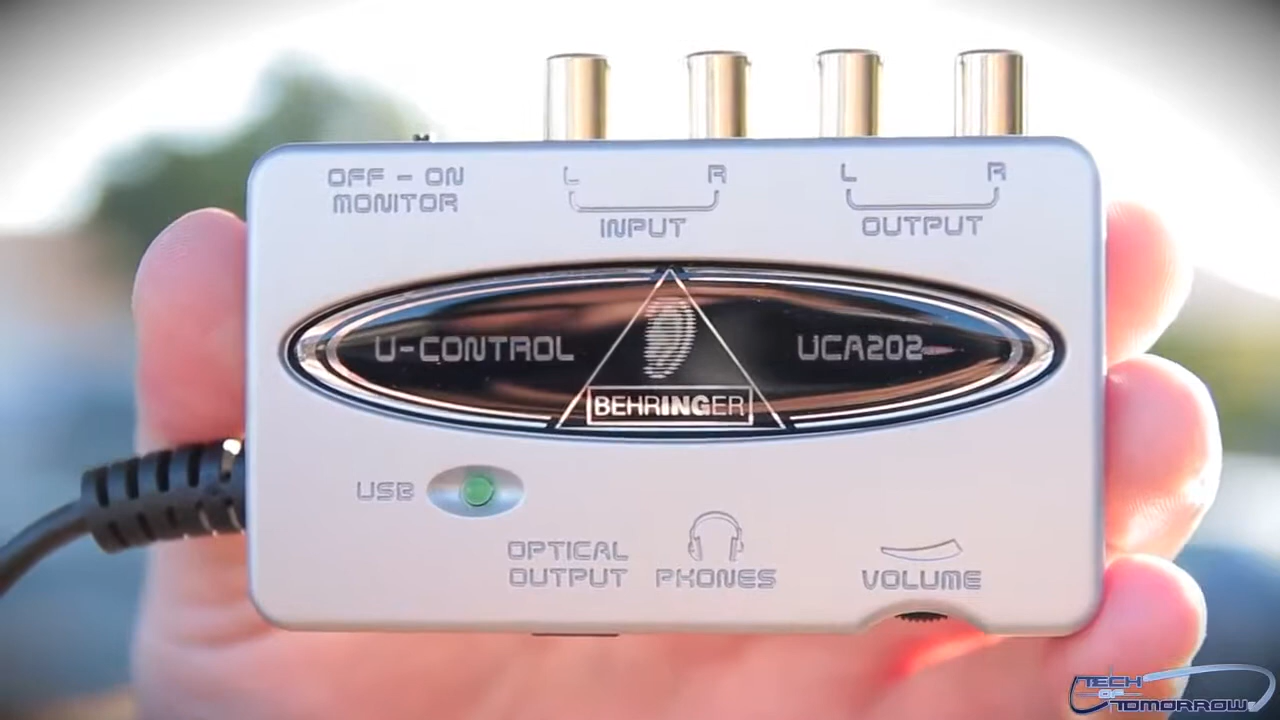 OFF - ON
MONITOR
L R
INPUT
L R
OUTPUT
U-CONTROL
UCA202
BEHRINGER
USB
OPTICAL
OUTPUT
PHONES
VOLUME
TECH
OF
TOMORROW